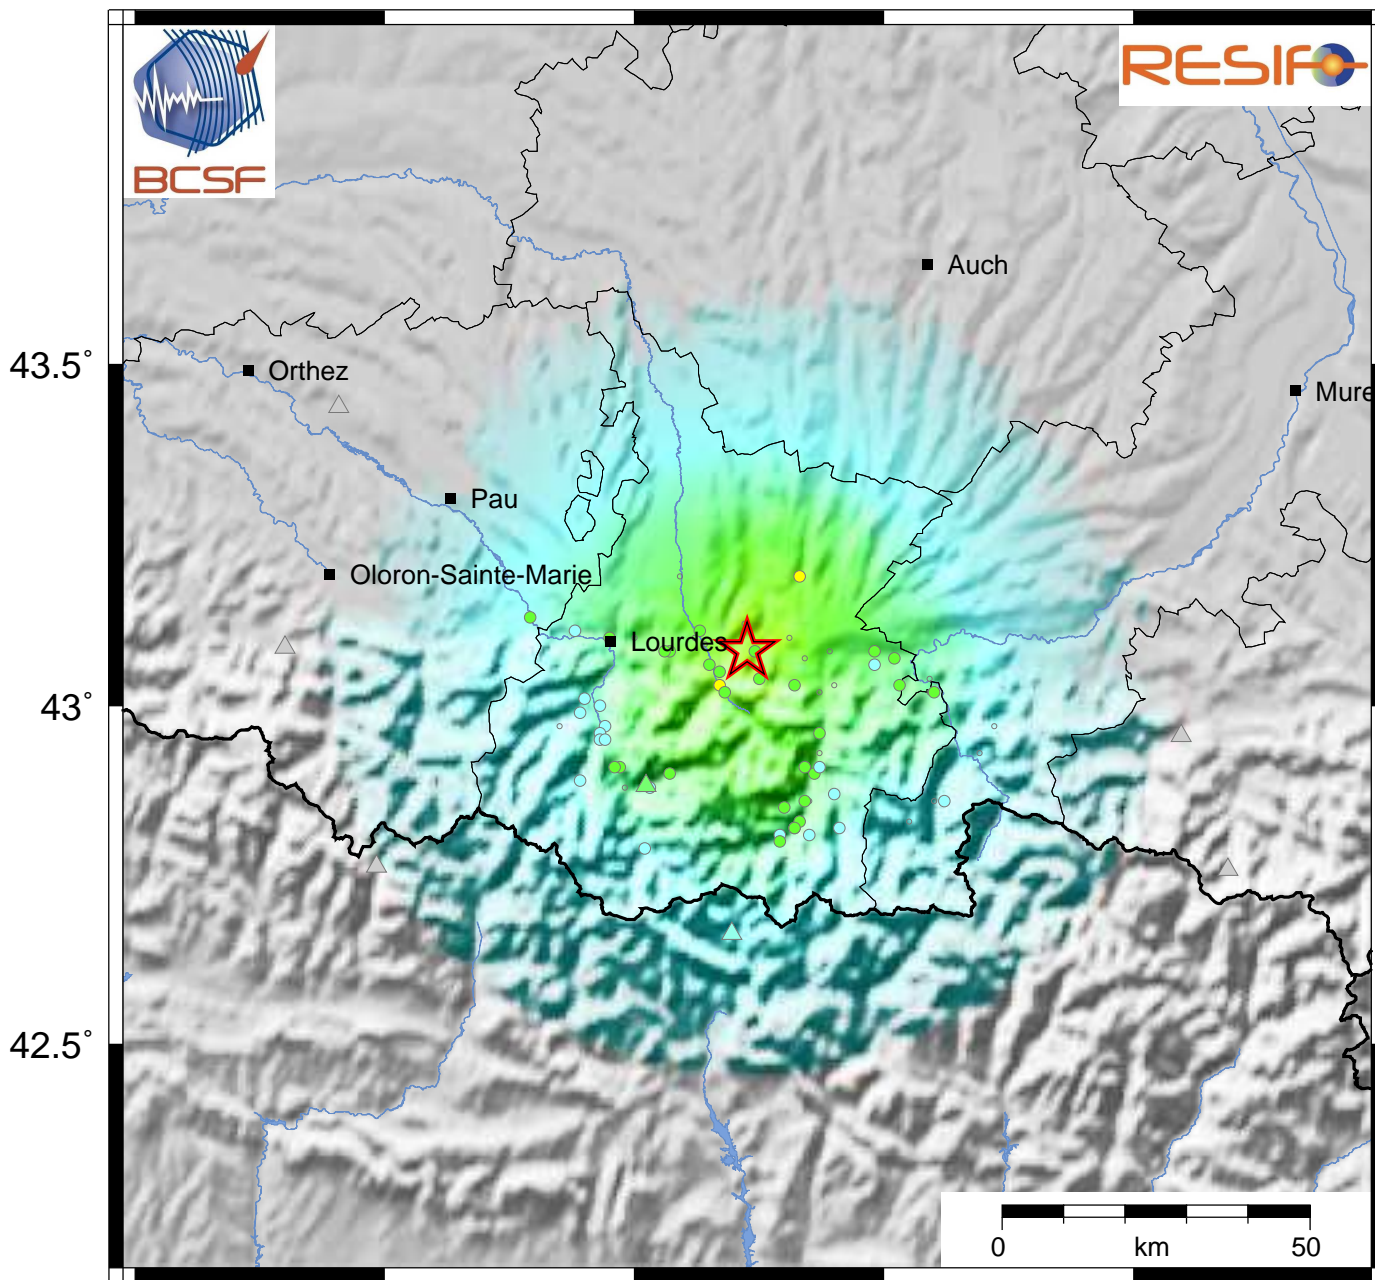 BCSF
RESIF
Auch
43.5°
Orthez
Mure
Pau
Oloron-Sainte-Marie
Lourdes
43°
42.5°
0 km 50